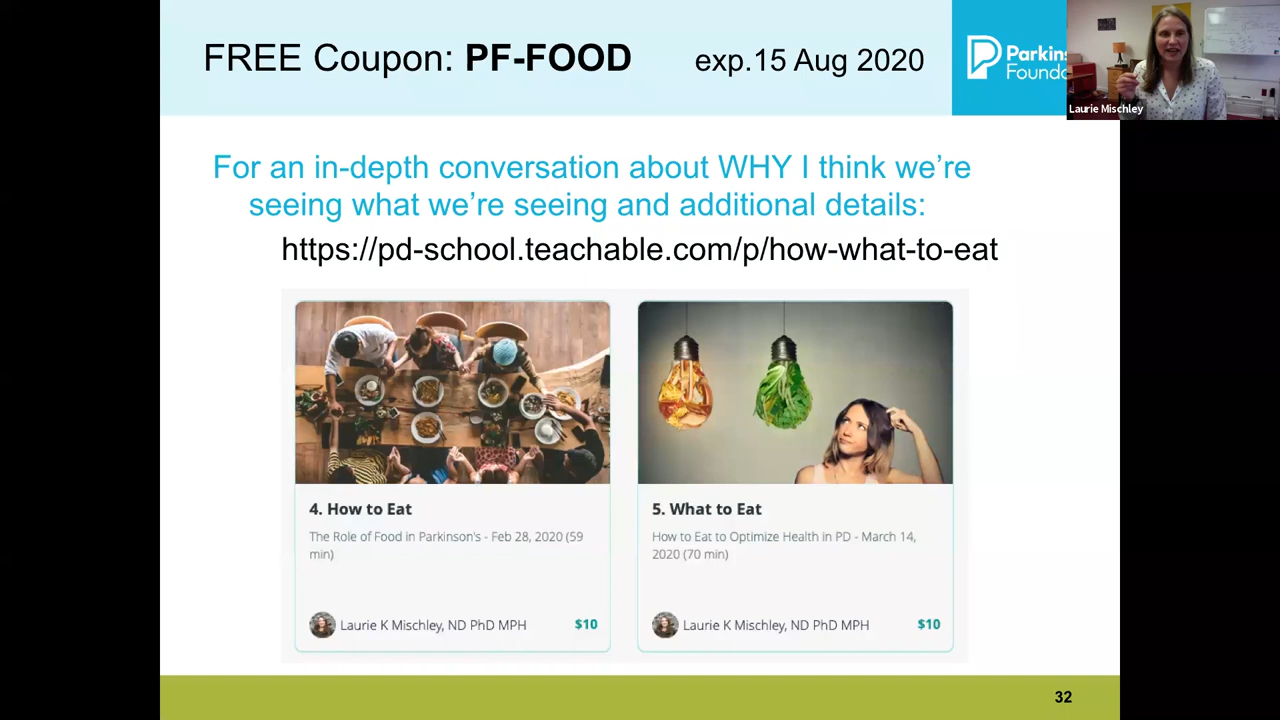 FREE Coupon: PF-FOOD exp.15 Aug 2020
Laurie Mischley
For an in-depth conversation about WHY I think we’re
seeing what we’re seeing and additional details:
https://pd-school.teachable.com/p/how-what-to-eat
4. How to Eat
The Role of Food in Parkinson's - Feb 28, 2020 (59
min)
Laurie K Mischley, ND PhD MPH $10
5. What to Eat
How to Eat to Optimize Health in PD - March 14,
2020 (70 min)
Laurie K Mischley, ND PhD MPH $10
32